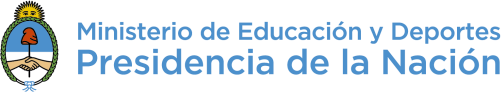 Ministerio de Educación y Deportes
Presidencia de la Nación